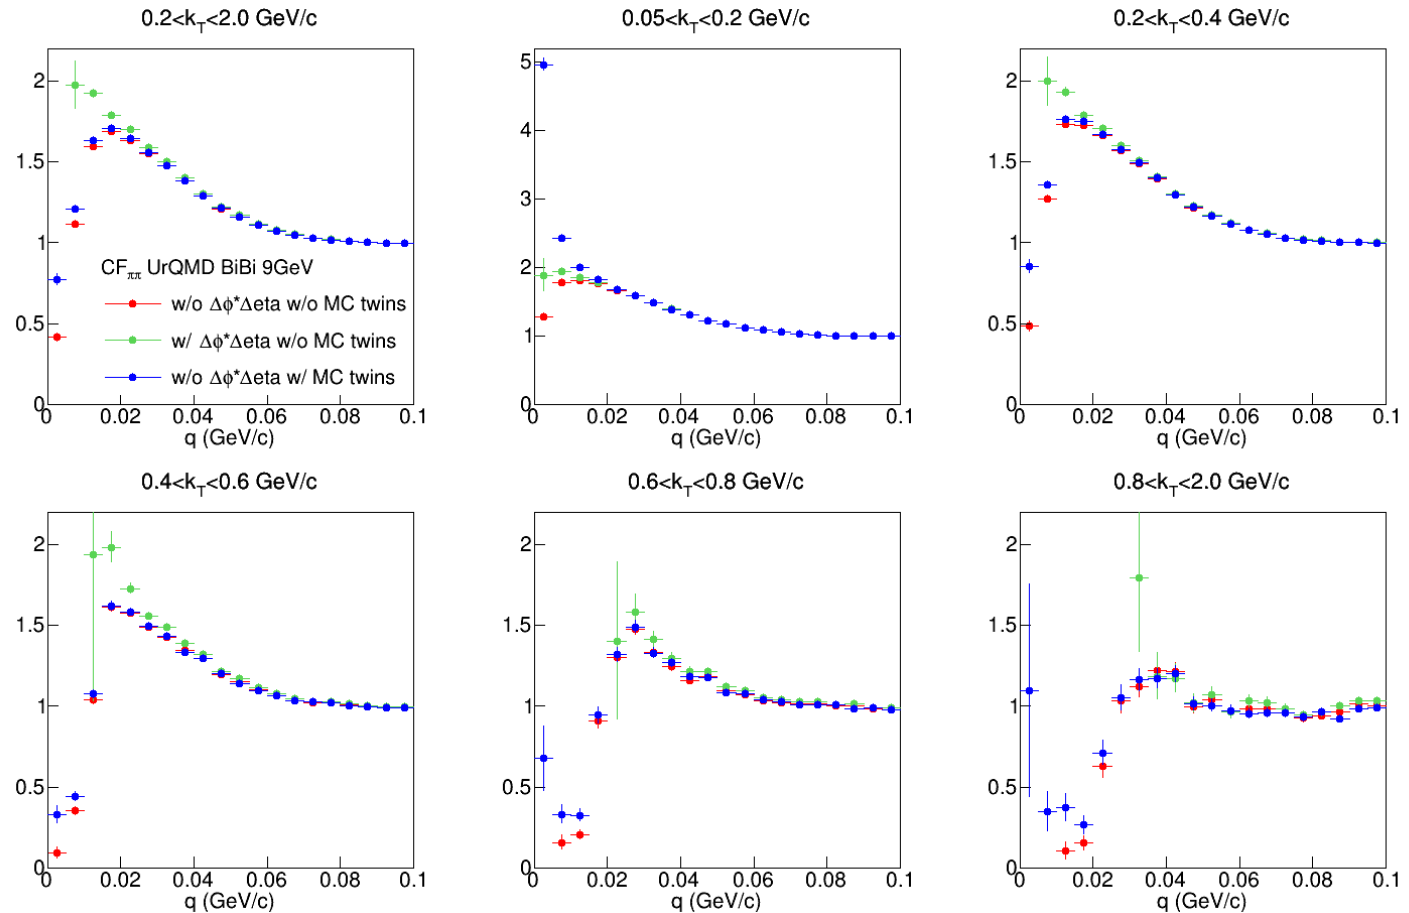 0.2<k_T<2.0 GeV/c
0.05<k_T<0.2 GeV/c
0.2<k_T<0.4 GeV/c
2
1.5
1
0.5
0
CF_ππ UrQMD BiBi 9GeV
w/o Δϕ*Δeta w/o MC twins
w/ Δϕ*Δeta w/o MC twins
w/o Δϕ*Δeta w/ MC twins
0 0.02 0.04 0.06 0.08 0.1
q (GeV/c)
5
4
3
2
1
0
0 0.02 0.04 0.06 0.08 0.1
q (GeV/c)
2
1.5
1
0.5
0
0 0.02 0.04 0.06 0.08 0.1
q (GeV/c)
0.4<k_T<0.6 GeV/c
0.6<k_T<0.8 GeV/c
0.8<k_T<2.0 GeV/c
2
1.5
1
0.5
0
0 0.02 0.04 0.06 0.08 0.1
q (GeV/c)
2
1.5
1
0.5
0
0 0.02 0.04 0.06 0.08 0.1
q (GeV/c)
2
1.5
1
0.5
0
0 0.02 0.04 0.06 0.08 0.1
q (GeV/c)